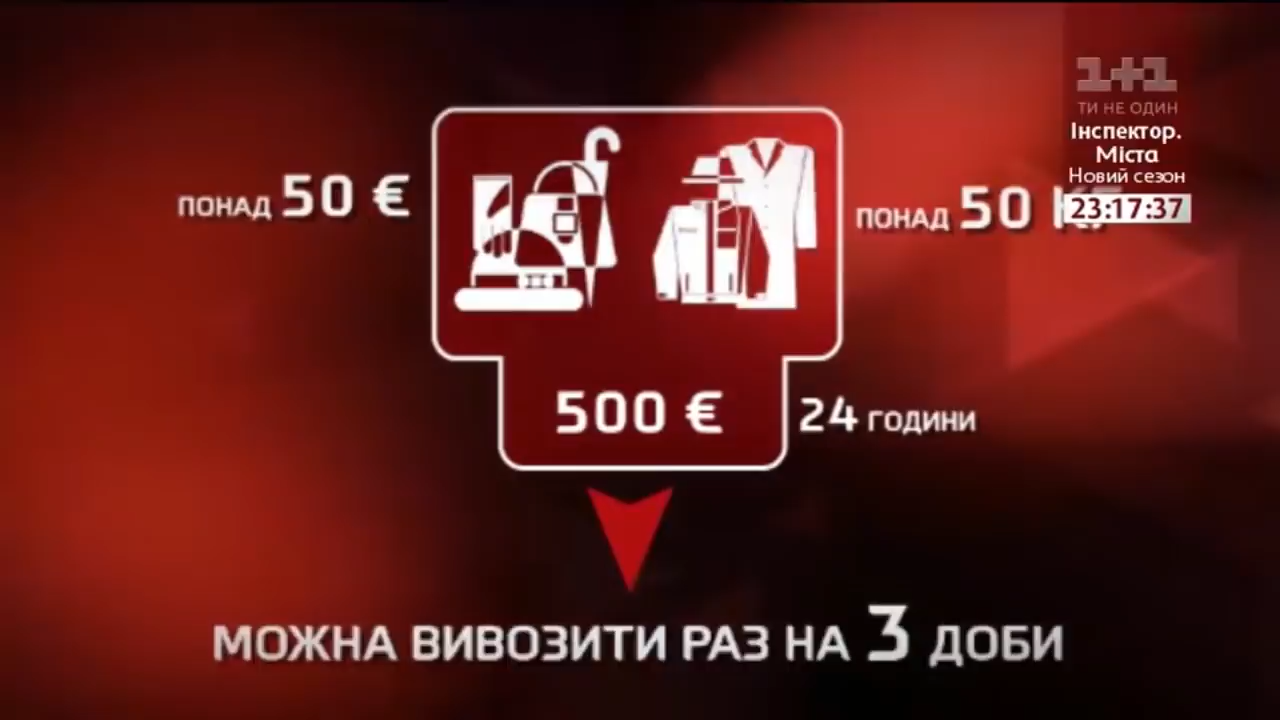 1+1
ТИ НЕ ОДИН
Інспектор.
Міста
Новий сезон
23:17:37
ПОНАД 50 €
ПОНАД 50
500 €
24 ГОДИНИ
МОЖНА ВИВОЗИТИ РАЗ НА 3 ДОБИ